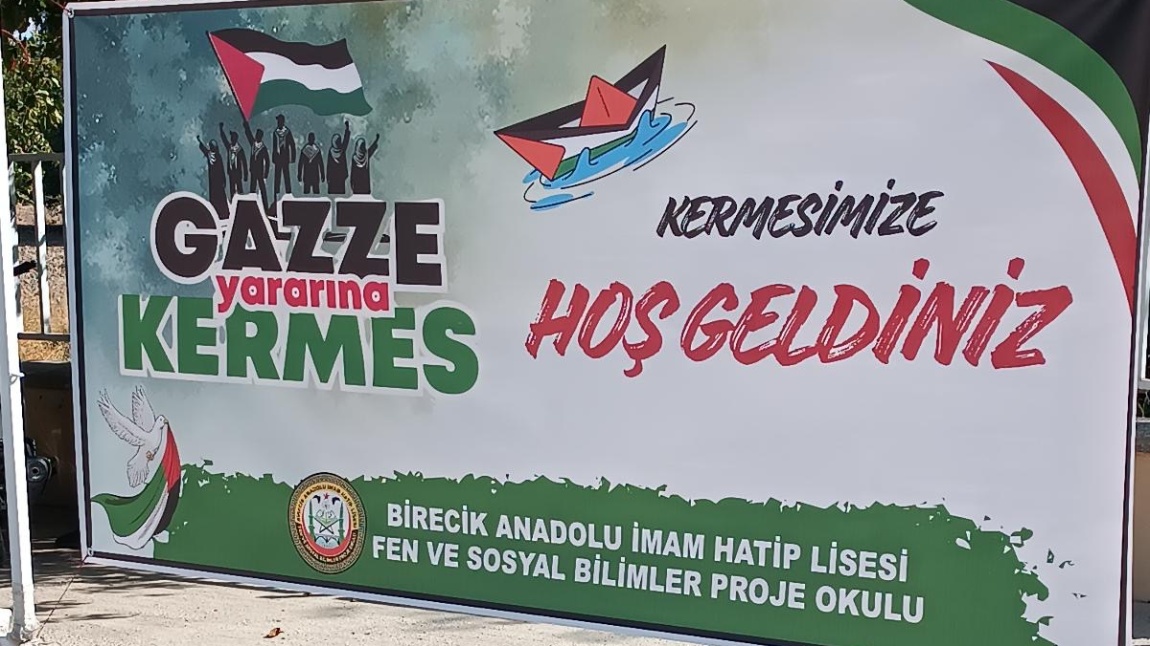 GAZZE
yararına
KERMES
KERMESİMİZE
HOŞ GELDİNİZ
BİRECİK ANADOLU İMAM HATİP LİSESİ
FEN VE SOSYAL BİLİMLER PROJE OKULU